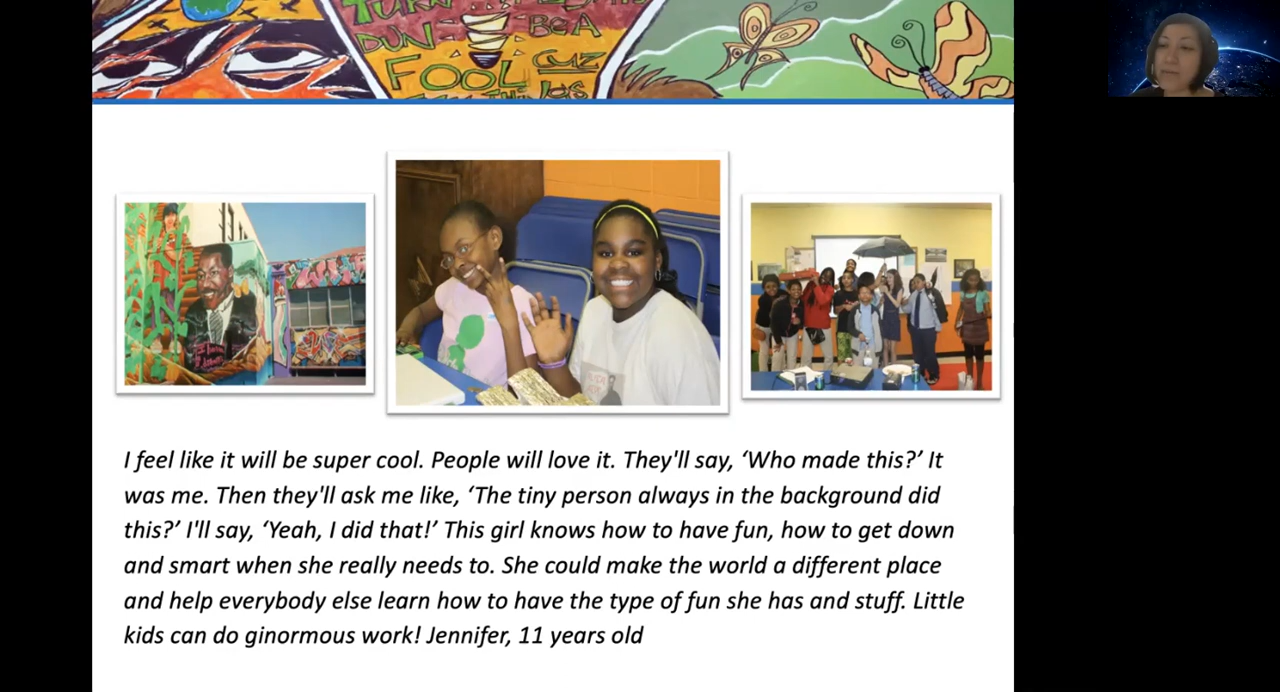 TURN
DUN
FOOL
BCA
CUZ
I feel like it will be super cool. People will love it. They'll say, ‘Who made this?’ It
was me. Then they'll ask me like, ‘The tiny person always in the background did
this?’ I'll say, ‘Yeah, I did that!’ This girl knows how to have fun, how to get down
and smart when she really needs to. She could make the world a different place
and help everybody else learn how to have the type of fun she has and stuff. Little
kids can do ginormous work! Jennifer, 11 years old